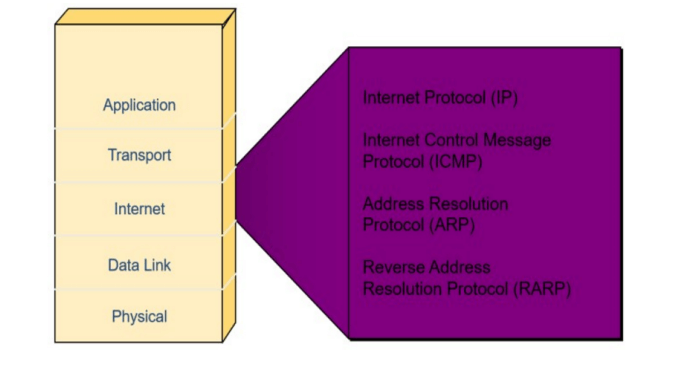 Application
Transport
Internet
Data Link
Physical
Internet Protocol (IP)
Internet Control Message
Protocol (ICMP)
Address Resolution
Protocol (ARP)
Reverse Address
Resolution Protocol (RARP)